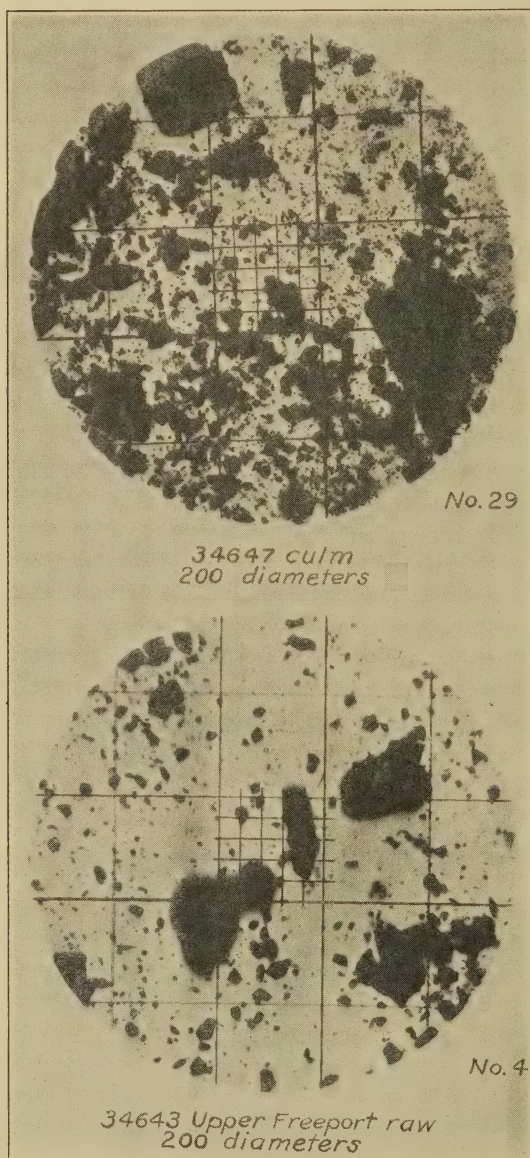 No. 29
34647 culm
200 diameters
No. 4
34643 Upper Freeport raw
200 diameters